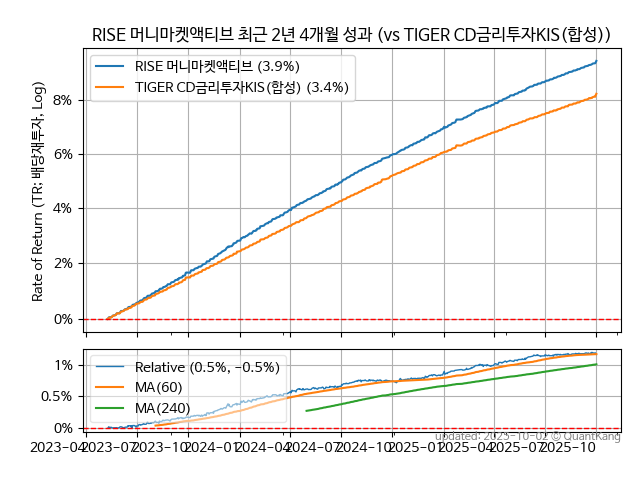 RISE 머니마켓액티브 최근 2년 4개월 성과 (vs TIGER CD금리투자KIS(합성))
RISE 머니마켓액티브 (3.9%)
TIGER CD금리투자KIS(합성) (3.4%)
Rate of Return (TR; 배당재투자, Log)
8%
6%
4%
2%
0%
Relative (0.5%, -0.5%)
MA(60)
MA(240)
1%
0.5%
0%
updated: 2025-10-02 © QuantKang
2023-04 2023-07 2023-10 2024-01 2024-04 2024-07 2024-10 2025-01 2025-04 2025-07 2025-10